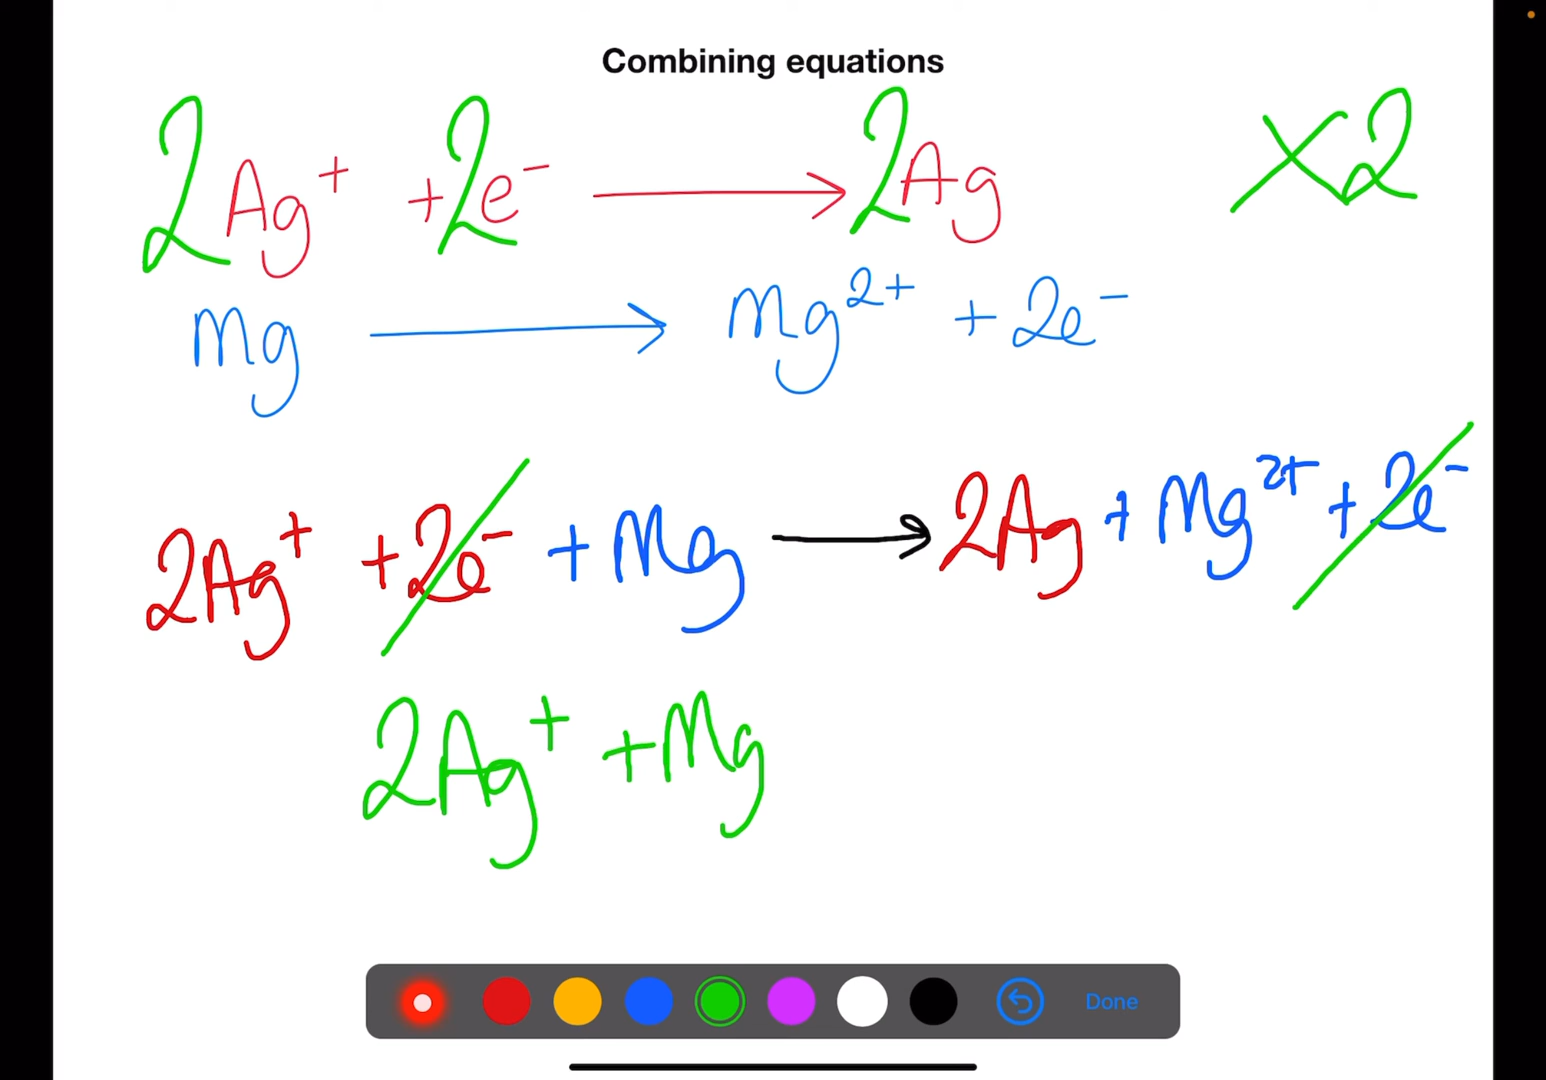 Combining equations
2Ag⁺ + 2e⁻ → 2Ag ×2
Mg → Mg²⁺ + 2e⁻
2Ag⁺ + 2e⁻ + Mg → 2Ag + Mg²⁺ + 2e⁻
2Ag⁺ + Mg
Done